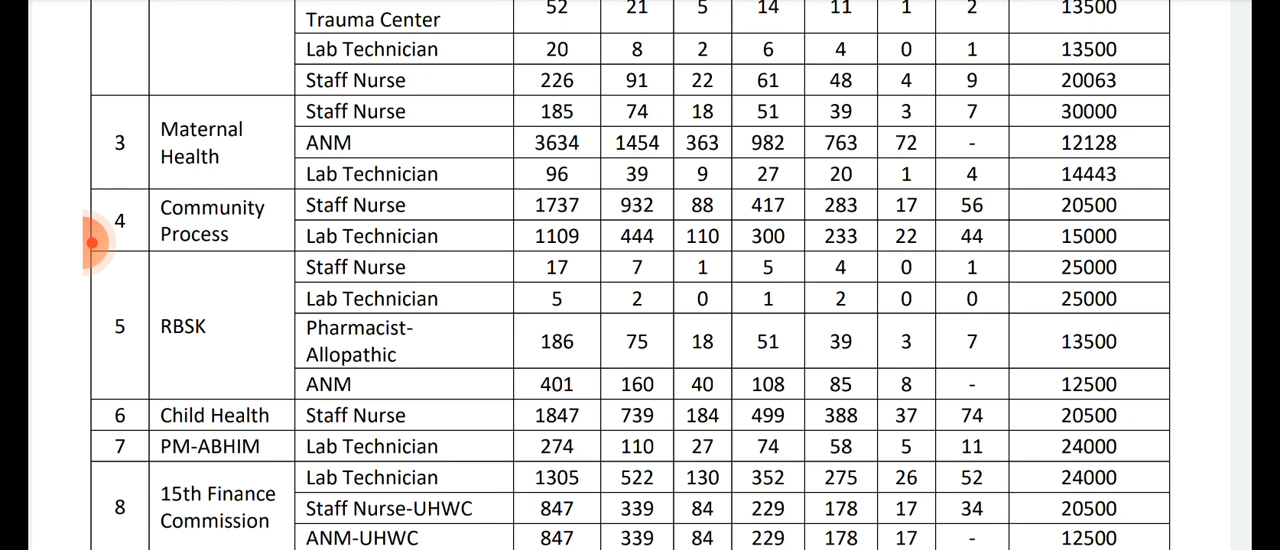 Trauma Center 52 21 5 14 11 1 2 13500
Lab Technician 20 8 2 6 4 0 1 13500
Staff Nurse 226 91 22 61 48 4 9 20063
3 Maternal Health Staff Nurse 185 74 18 51 39 3 7 30000
ANM 3634 1454 363 982 763 72 - 12128
Lab Technician 96 39 9 27 20 1 4 14443
4 Community Process Staff Nurse 1737 932 88 417 283 17 56 20500
Lab Technician 1109 444 110 300 233 22 44 15000
5 RBSK Staff Nurse 17 7 1 5 4 0 1 25000
Lab Technician 5 2 0 1 2 0 0 25000
Pharmacist-
Allopathic 186 75 18 51 39 3 7 13500
ANM 401 160 40 108 85 8 - 12500
6 Child Health Staff Nurse 1847 739 184 499 388 37 74 20500
7 PM-ABHIM Lab Technician 274 110 27 74 58 5 11 24000
8 15th Finance Commission Lab Technician 1305 522 130 352 275 26 52 24000
Staff Nurse-UHWC 847 339 84 229 178 17 34 20500
ANM-UHWC 847 339 84 229 178 17 - 12500